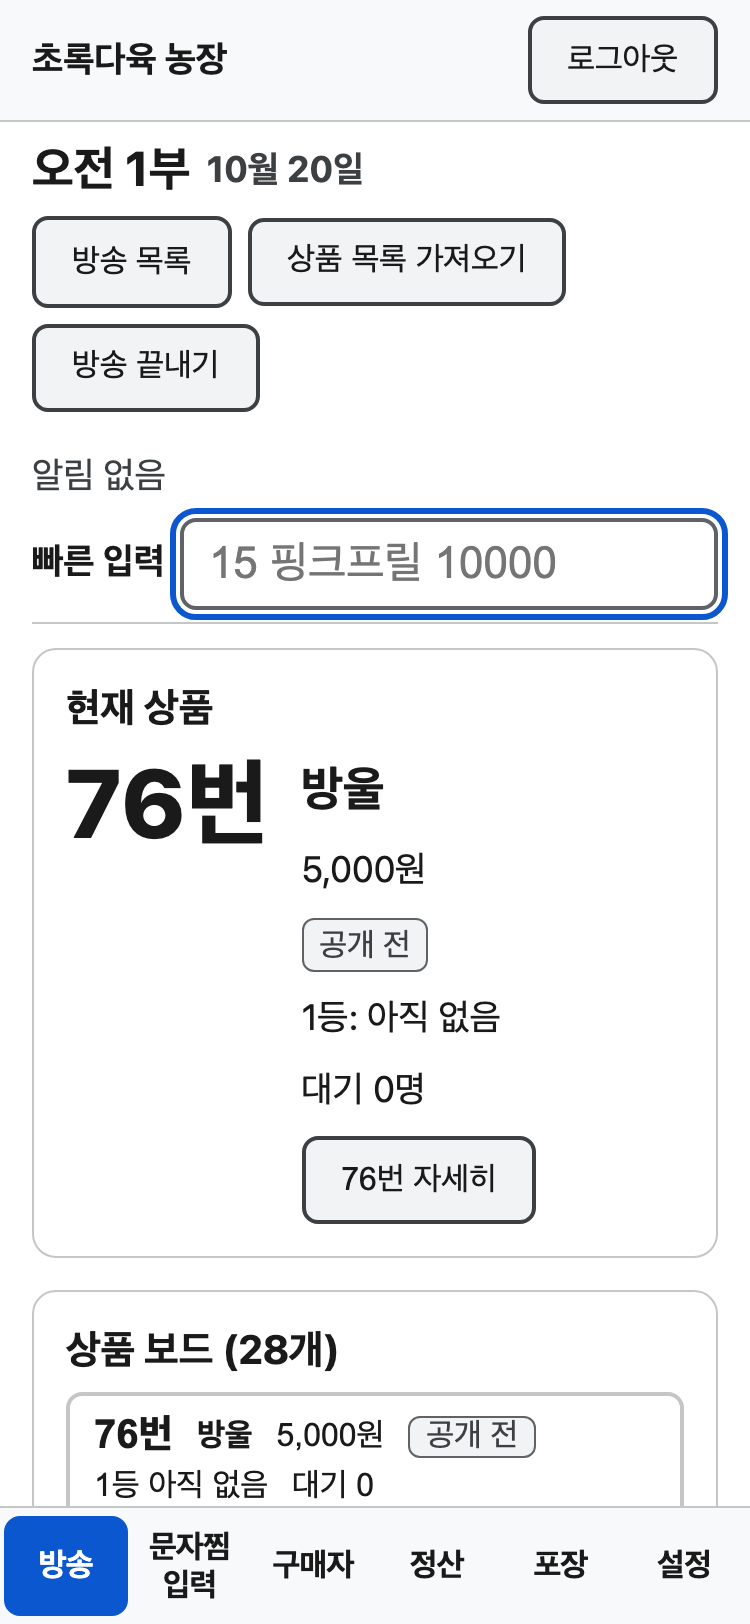 초록다육 농장
로그아웃
오전 1부 10월 20일
방송 목록
상품 목록 가져오기
방송 끝내기
알림 없음
빠른 입력
15 핑크프릴 10000
현재 상품
76번
방울
5,000원
공개 전
1등: 아직 없음
대기 0명
76번 자세히
상품 보드 (28개)
76번 방울 5,000원 공개 전
1등 아직 없음 대기 0
방송
문자찜
입력
구매자
정산
포장
설정